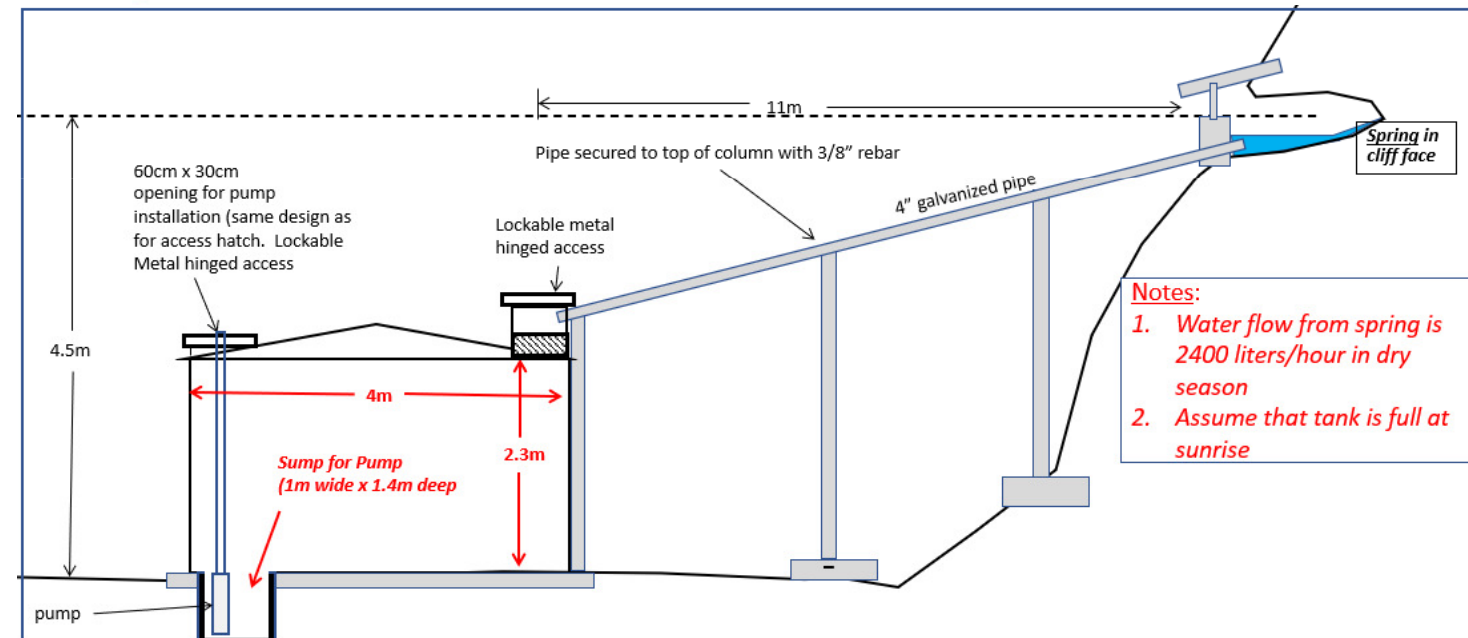 11m
Spring in
cliff face
Pipe secured to top of column with 3/8” rebar
60cm x 30cm
opening for pump
installation (same design as
for access hatch.  Lockable
Metal hinged access
4” galvanized pipe
Lockable metal
hinged access
Notes:
1. Water flow from spring is
2400 liters/hour in dry
season
2. Assume that tank is full at
sunrise
4.5m
4m
2.3m
Sump for Pump
(1m wide x 1.4m deep
pump